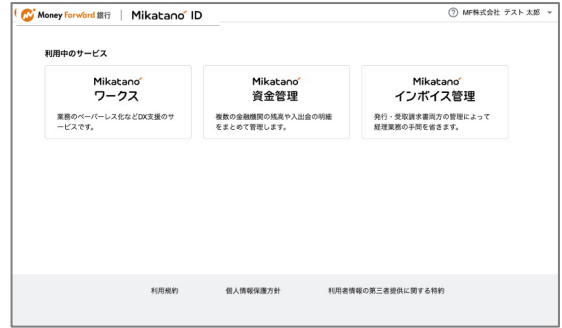 Money Forward 銀行 | Mikatano ID
MF株式会社 テスト 太郎
利用中のサービス
Mikatano
ワークス
業務のペーパーレス化などDX支援のサ
ービスです。
Mikatano
資金管理
複数の金融機関の残高や入出金の明細
をまとめて管理します。
Mikatano
インボイス管理
発行・受取請求書両方の管理によって
経理業務の手間を省きます。
利用規約 個人情報保護方針 利用者情報の第三者提供に関する特約